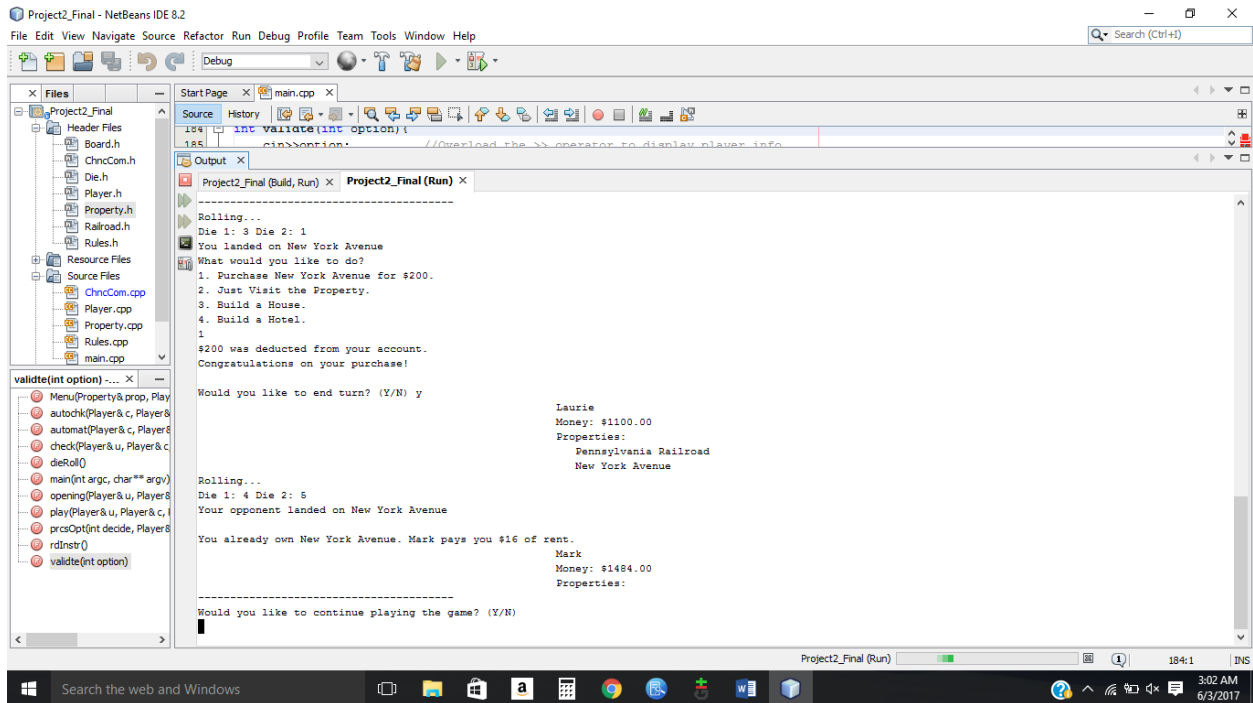 Project2_Final - NetBeans IDE 8.2
File Edit View Navigate Source Refactor Run Debug Profile Team Tools Window Help
Search (Ctrl+I)
Debug
Files
Start Page
main.cpp
Project2_Final
Header Files
Board.h
ChncCom.h
Die.h
Player.h
Property.h
Railroad.h
Rules.h
Resource Files
Source Files
ChncCom.cpp
Player.cpp
Property.cpp
Rules.cpp
main.cpp
validte(int option) -...
Menu(Property& prop, Play
autochk(Player& c, Player&
automat(Player& c, Player&
check(Player& u, Player& c
dieRoll()
main(int argc, char** argv)
opening(Player& u, Player&
play(Player& u, Player& c,
prcsOpt(int decide, Player&
rdInstr()
validte(int option)
Source History
184 int validte(int option){
185 cin>>option; //Overload the >> operator to display player info
Output
Project2_Final (Build, Run)
Project2_Final (Run)
----------------------------------------
Rolling...
Die 1: 3 Die 2: 1
You landed on New York Avenue
What would you like to do?
1. Purchase New York Avenue for $200.
2. Just Visit the Property.
3. Build a House.
4. Build a Hotel.
1
$200 was deducted from your account.
Congratulations on your purchase!
Would you like to end turn? (Y/N) y
Laurie
Money: $1100.00
Properties:
Pennsylvania Railroad
New York Avenue
Rolling...
Die 1: 4 Die 2: 5
Your opponent landed on New York Avenue
You already own New York Avenue. Mark pays you $16 of rent.
Mark
Money: $1484.00
Properties:
----------------------------------------
Would you like to continue playing the game? (Y/N)
Project2_Final (Run)
1
184:1
INS
Search the web and Windows
3:02 AM
6/3/2017